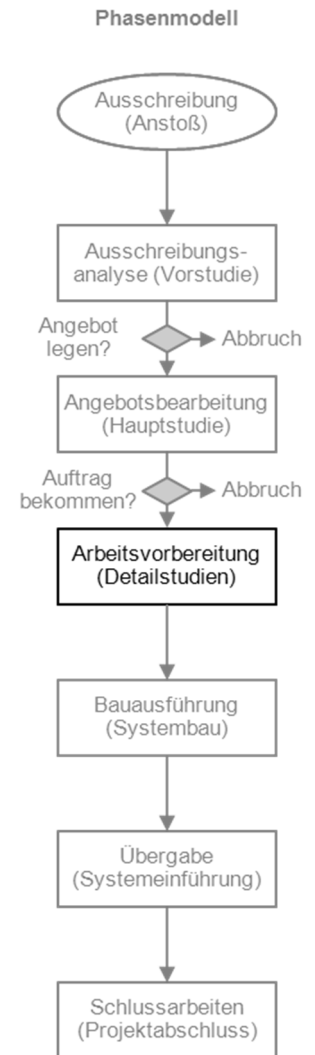 Phasenmodell
Ausschreibung
(Anstoß)
Ausschreibungs-
analyse (Vorstudie)
Angebot
legen?
Abbruch
Angebotsbearbeitung
(Hauptstudie)
Auftrag
bekommen?
Abbruch
Arbeitsvorbereitung
(Detailstudien)
Bauausführung
(Systembau)
Übergabe
(Systemeinführung)
Schlussarbeiten
(Projektabschluss)